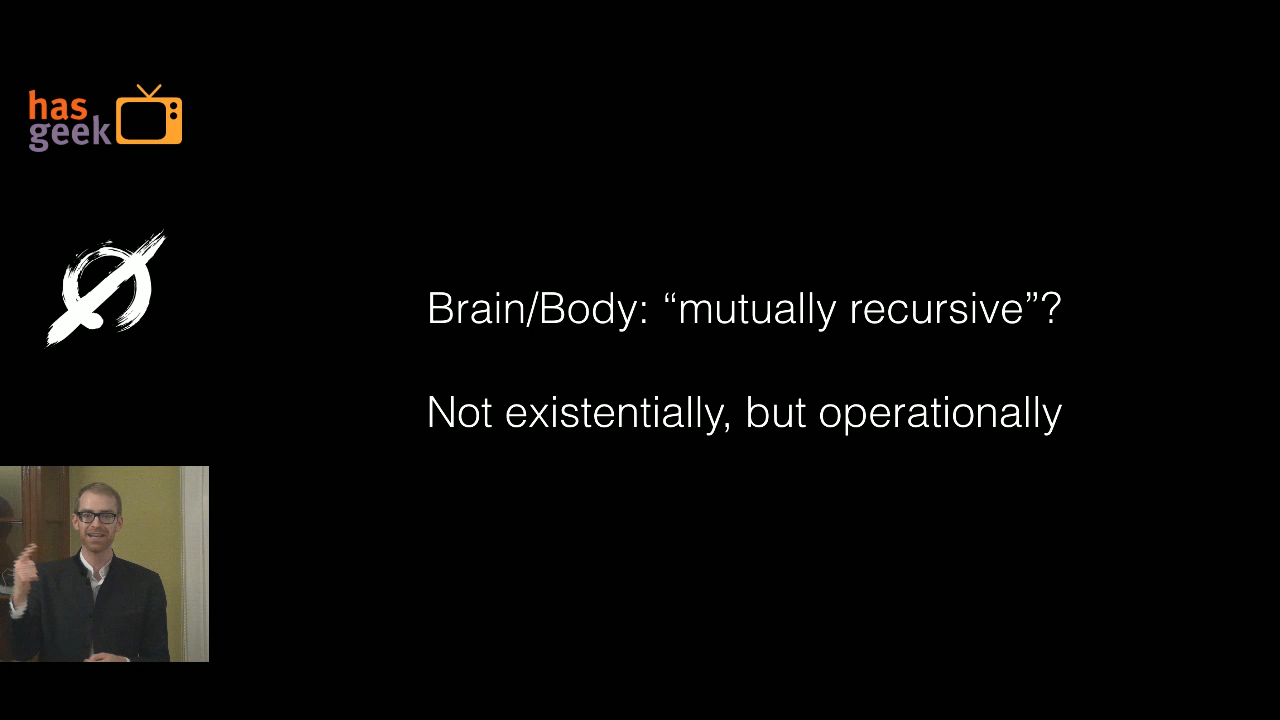 has
geek
Brain/Body: “mutually recursive”?
Not existentially, but operationally